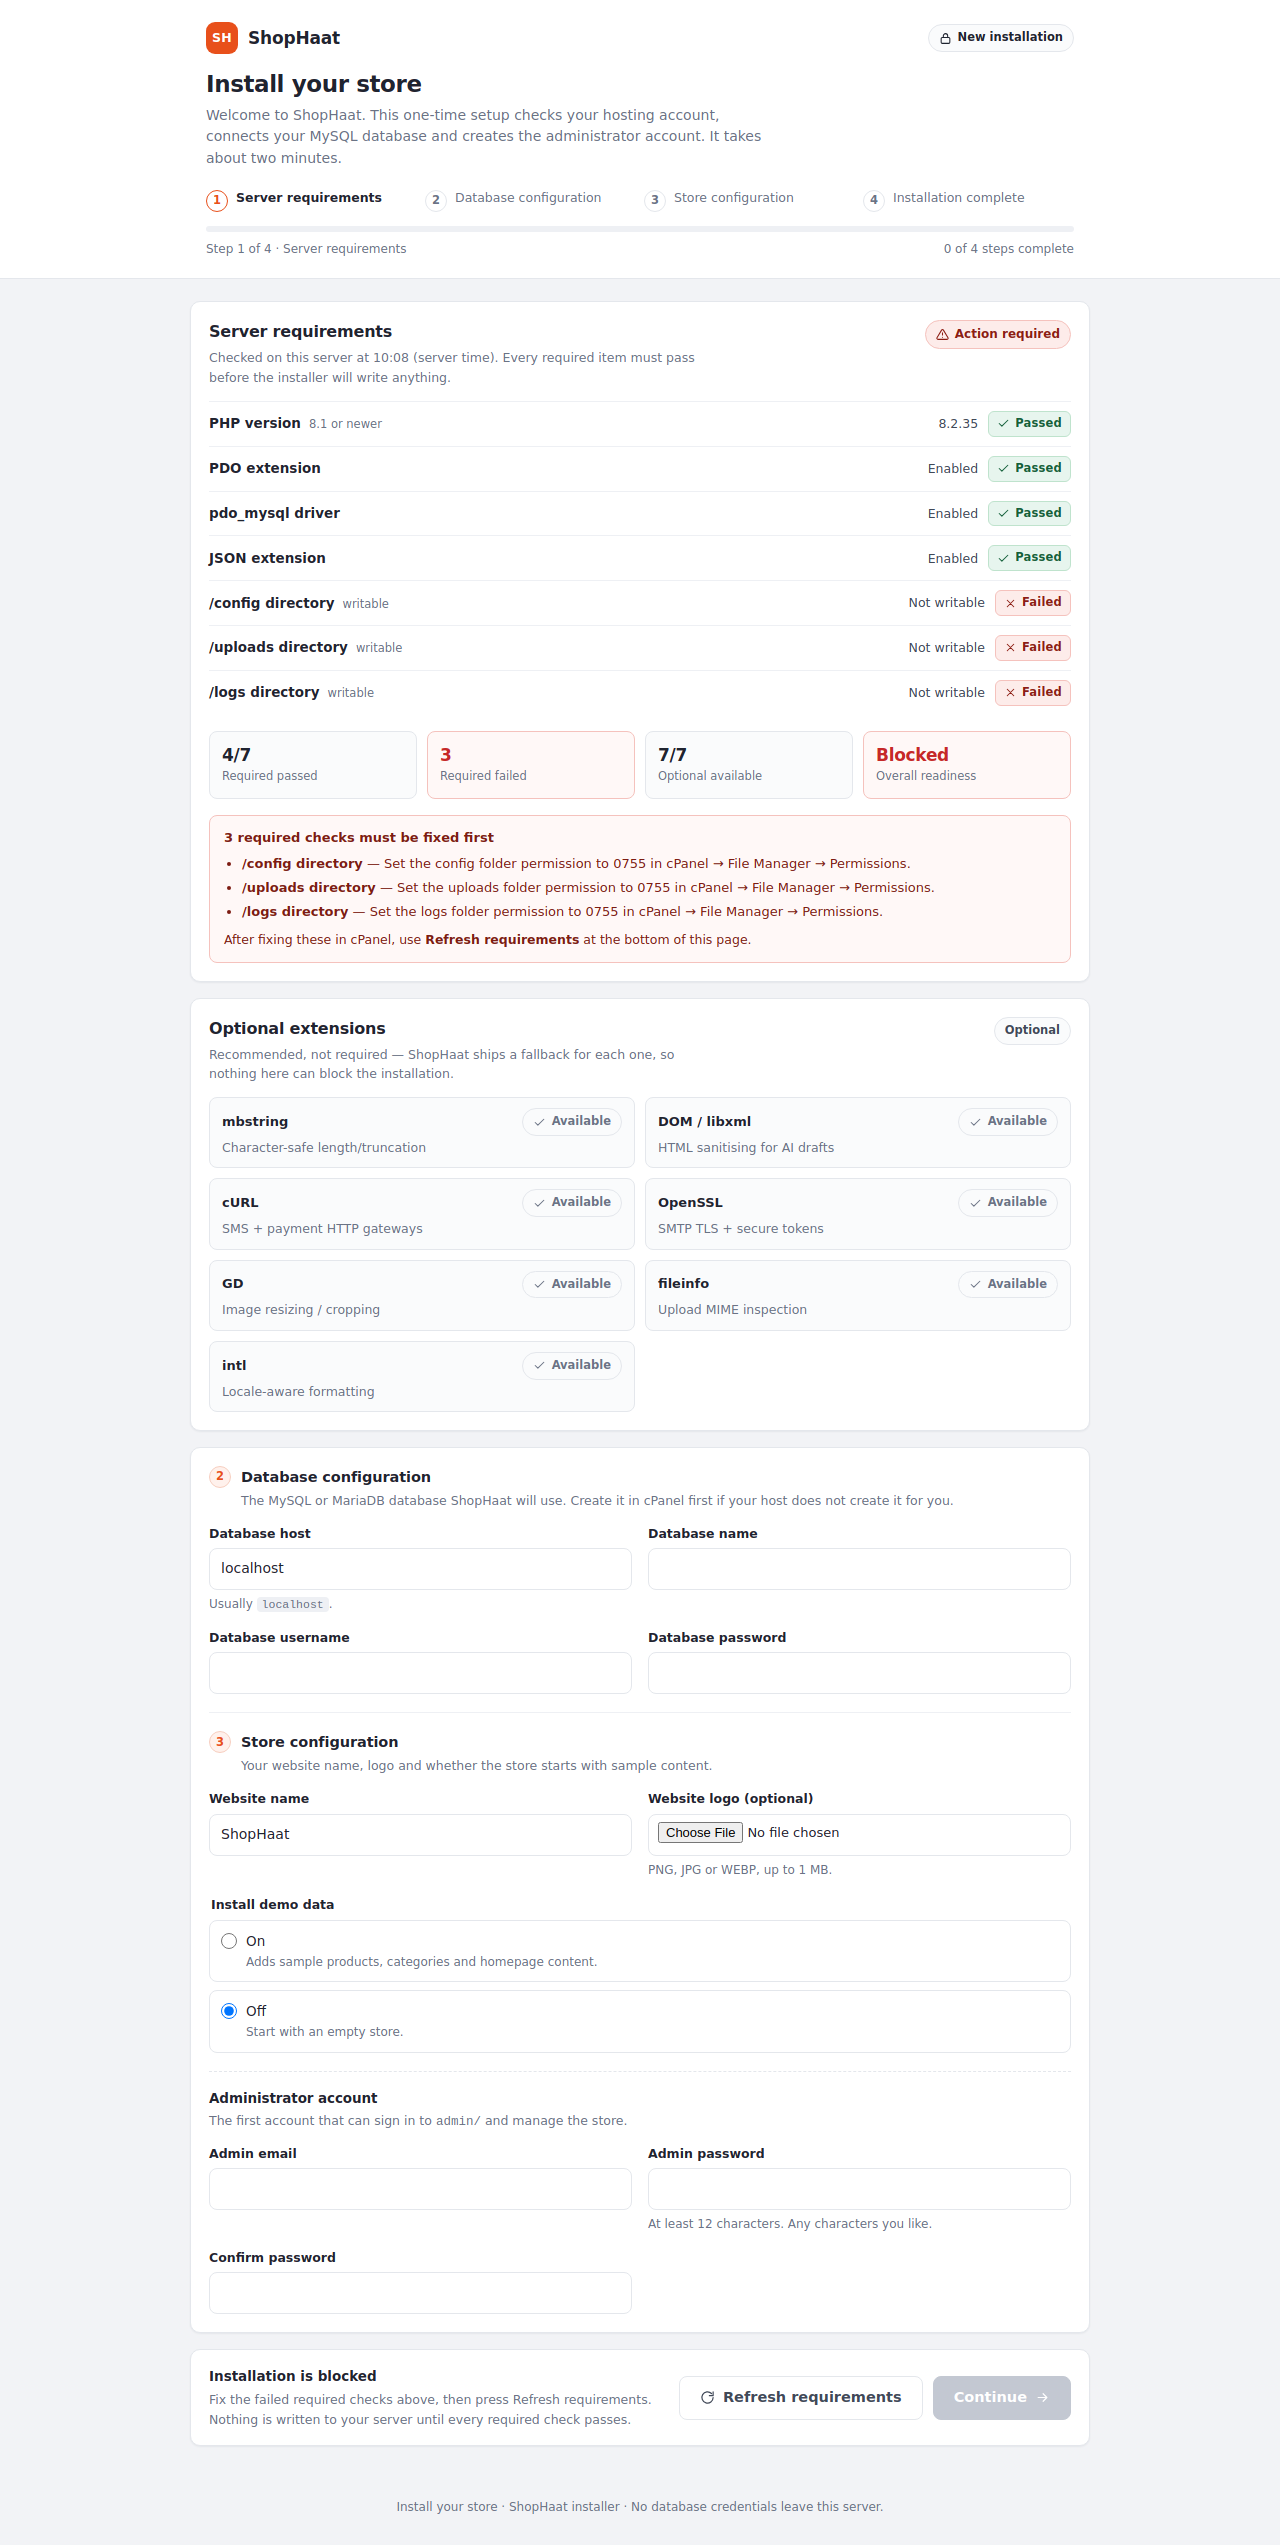 SH ShopHaat
New installation
Install your store
Welcome to ShopHaat. This one-time setup checks your hosting account,
connects your MySQL database and creates the administrator account. It takes
about two minutes.
1 Server requirements
2 Database configuration
3 Store configuration
4 Installation complete
Step 1 of 4 · Server requirements
0 of 4 steps complete
Server requirements
Action required
Checked on this server at 10:08 (server time). Every required item must pass
before the installer will write anything.
PHP version 8.1 or newer 8.2.35 Passed
PDO extension Enabled Passed
pdo_mysql driver Enabled Passed
JSON extension Enabled Passed
/config directory writable Not writable Failed
/uploads directory writable Not writable Failed
/logs directory writable Not writable Failed
4/7
Required passed
3
Required failed
7/7
Optional available
Blocked
Overall readiness
3 required checks must be fixed first
• /config directory — Set the config folder permission to 0755 in cPanel → File Manager → Permissions.
• /uploads directory — Set the uploads folder permission to 0755 in cPanel → File Manager → Permissions.
• /logs directory — Set the logs folder permission to 0755 in cPanel → File Manager → Permissions.
After fixing these in cPanel, use Refresh requirements at the bottom of this page.
Optional extensions
Optional
Recommended, not required — ShopHaat ships a fallback for each one, so
nothing here can block the installation.
mbstring Available
Character-safe length/truncation
DOM / libxml Available
HTML sanitising for AI drafts
cURL Available
SMS + payment HTTP gateways
OpenSSL Available
SMTP TLS + secure tokens
GD Available
Image resizing / cropping
fileinfo Available
Upload MIME inspection
intl Available
Locale-aware formatting
2 Database configuration
The MySQL or MariaDB database ShopHaat will use. Create it in cPanel first if your host does not create it for you.
Database host
localhost
Usually localhost.
Database name
Database username
Database password
3 Store configuration
Your website name, logo and whether the store starts with sample content.
Website name
ShopHaat
Website logo (optional)
Choose File No file chosen
PNG, JPG or WEBP, up to 1 MB.
Install demo data
On
Adds sample products, categories and homepage content.
Off
Start with an empty store.
Administrator account
The first account that can sign in to admin/ and manage the store.
Admin email
Admin password
At least 12 characters. Any characters you like.
Confirm password
Installation is blocked
Fix the failed required checks above, then press Refresh requirements.
Nothing is written to your server until every required check passes.
Refresh requirements
Continue →
Install your store · ShopHaat installer · No database credentials leave this server.